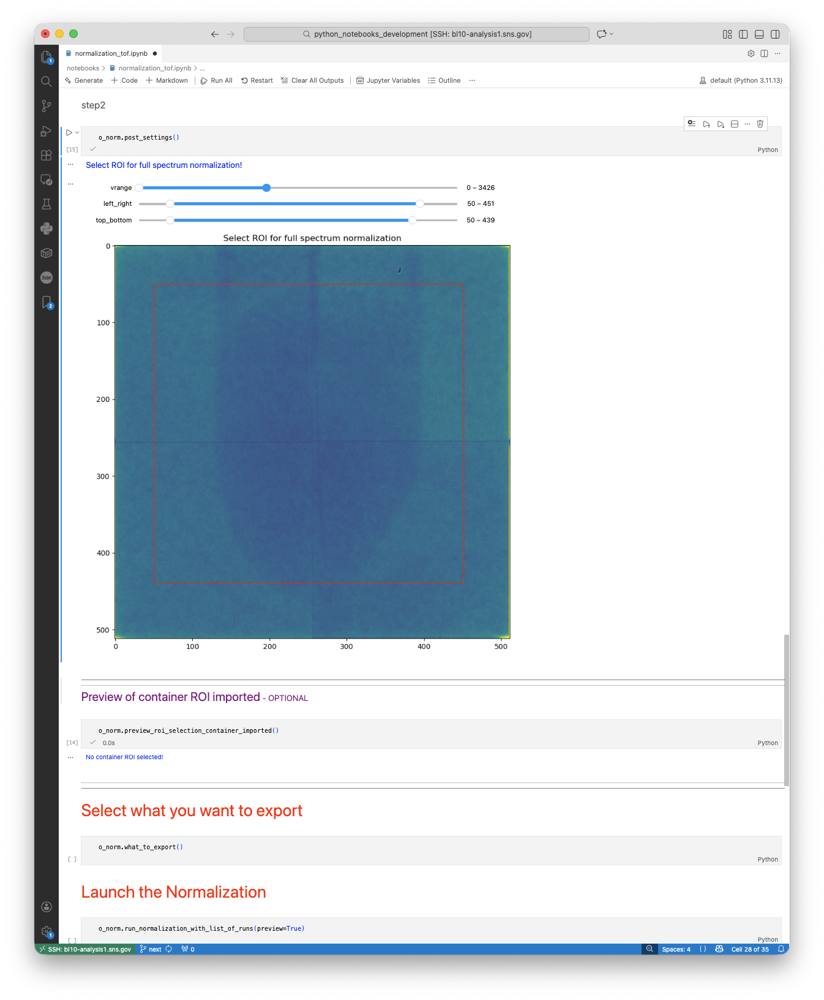 python_notebooks_development [SSH: bl10-analysis1.sns.gov]
normalization_tof.ipynb
notebooks > normalization_tof.ipynb > ...
Generate + Code + Markdown Run All Restart Clear All Outputs Jupyter Variables Outline ... default (Python 3.11.13)
1
step2
o_norm.post_settings()
[15]
Python
Select ROI for full spectrum normalization!
vrange 0 – 3426
left_right 50 – 451
top_bottom 50 – 439
Select ROI for full spectrum normalization
0
100
200
300
400
500
0 100 200 300 400 500
Json
2
Preview of container ROI imported - OPTIONAL
o_norm.preview_roi_selection_container_imported()
[14] 0.0s Python
No container ROI selected!
Select what you want to export
o_norm.what_to_export()
[ ] Python
Launch the Normalization
o_norm.run_normalization_with_list_of_runs(preview=True)
[ ] Python
1
SSH: bl10-analysis1.sns.gov next 0 Spaces: 4 { } Cell 28 of 35